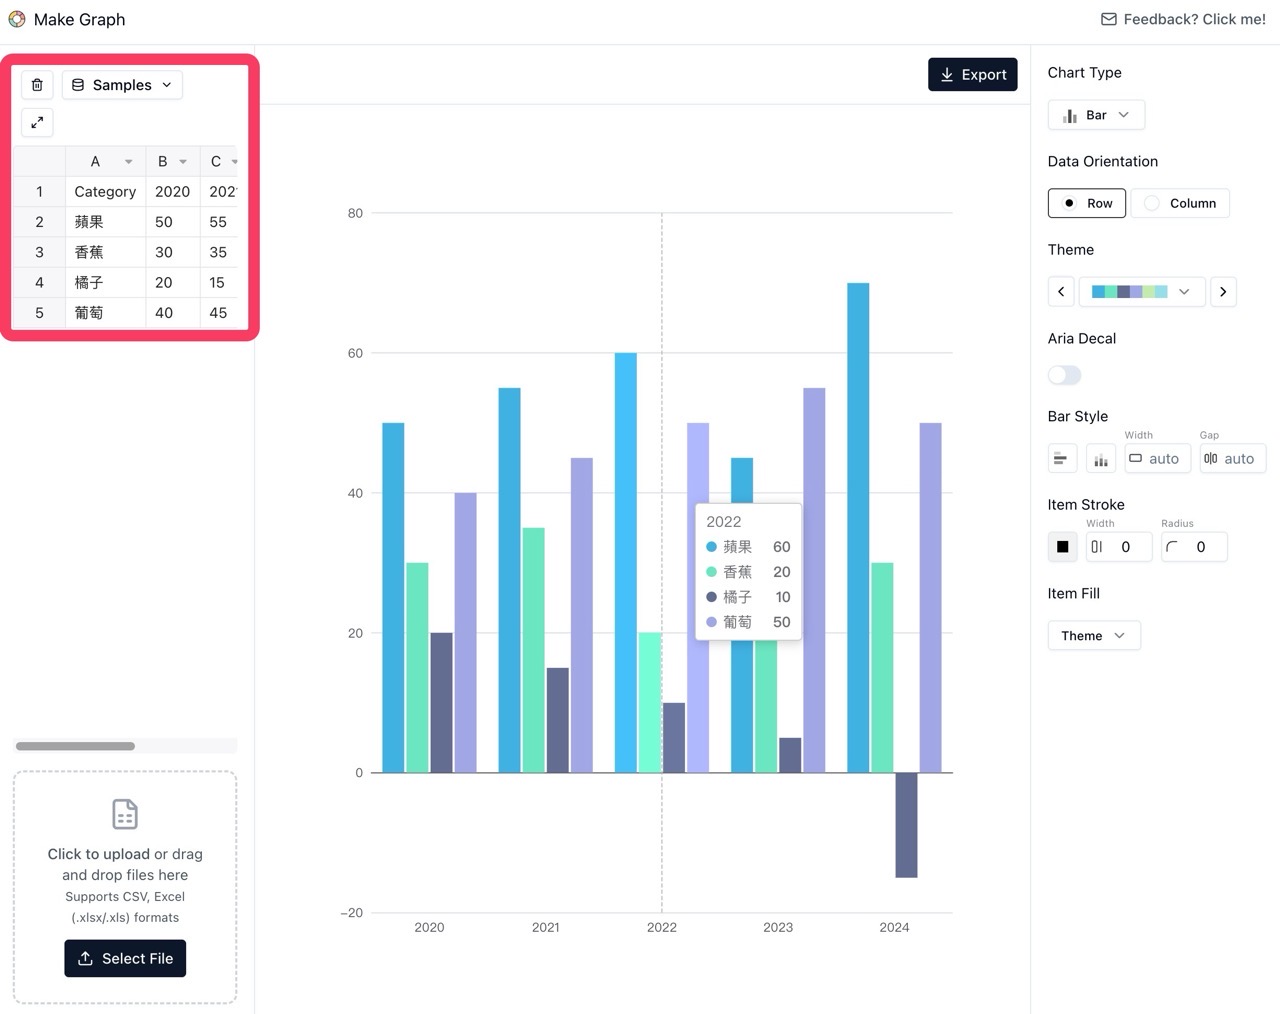 Make Graph
Feedback? Click me!
Samples
Export
A B C
1 Category 2020 202
2 蘋果 50 55
3 香蕉 30 35
4 橘子 20 15
5 葡萄 40 45
Click to upload or drag
and drop files here
Supports CSV, Excel
(.xlsx/.xls) formats
Select File
80
60
40
20
0
−20
2020 2021 2022 2023 2024
2022
蘋果 60
香蕉 20
橘子 10
葡萄 50
Chart Type
Bar
Data Orientation
Row Column
Theme
Aria Decal
Bar Style
Width Gap
auto auto
Item Stroke
Width Radius
0 0
Item Fill
Theme